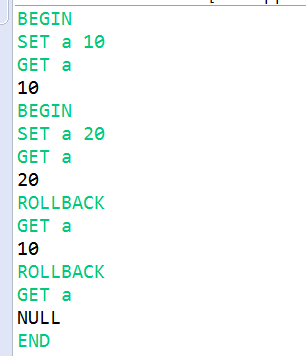 BEGIN
SET a 10
GET a
10
BEGIN
SET a 20
GET a
20
ROLLBACK
GET a
10
ROLLBACK
GET a
NULL
END